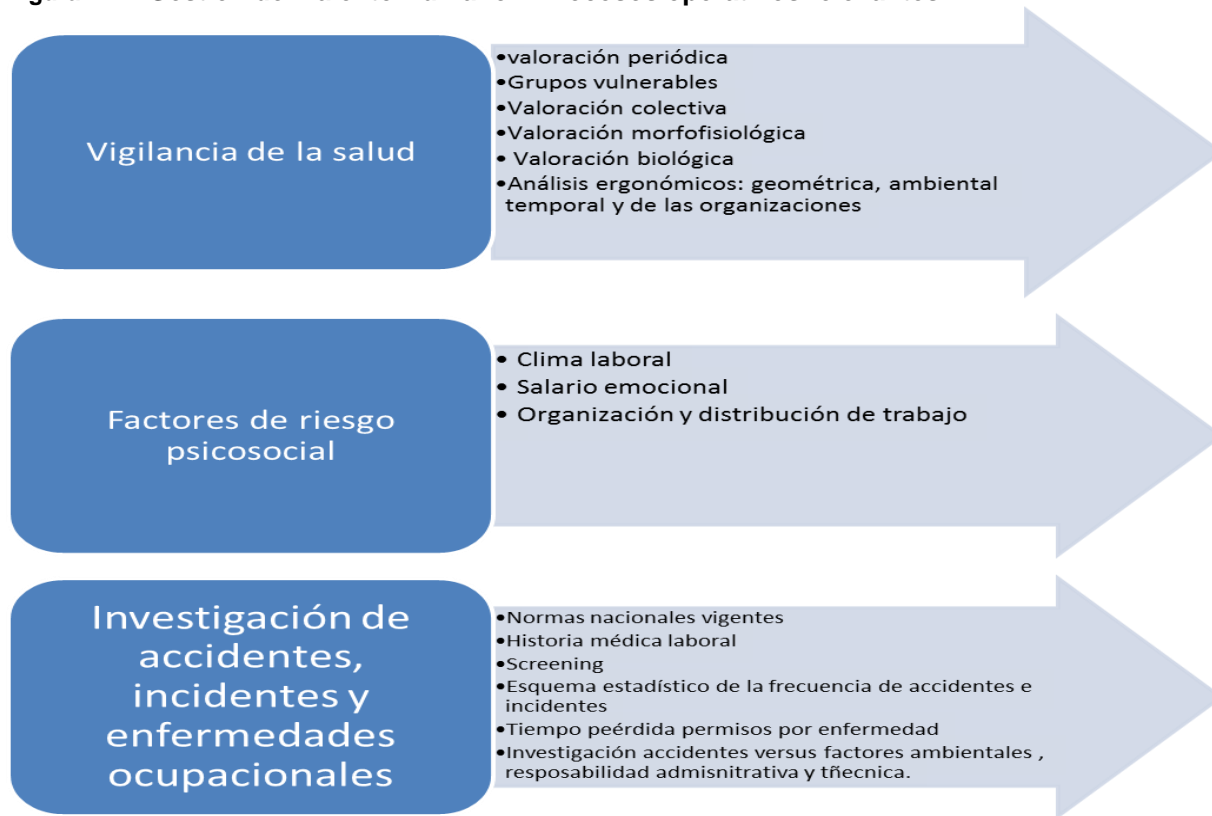 Vigilancia de la salud
•valoración periódica
•Grupos vulnerables
•Valoración colectiva
•Valoración morfofisiológica
• Valoración biológica
•Análisis ergonómicos: geométrica, ambiental
temporal y de las organizaciones
Factores de riesgo
psicosocial
• Clima laboral
• Salario emocional
• Organización y distribución de trabajo
Investigación de
accidentes,
incidentes y
enfermedades
ocupacionales
•Normas nacionales vigentes
•Historia médica laboral
•Screening
•Esquema estadístico de la frecuencia de accidentes e
incidentes
•Tiempo peérdida permisos por enfermedad
•Investigación accidentes versus factores ambientales ,
resposabilidad admisnitrativa y tñecnica.